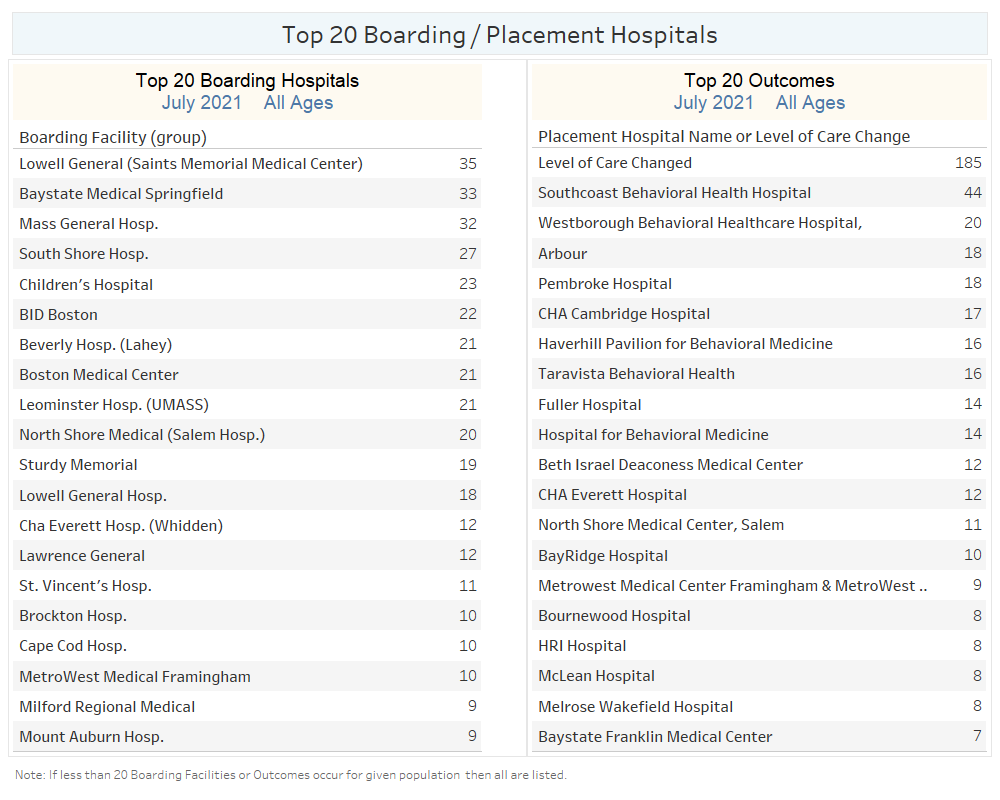 Top 20 Boarding / Placement Hospitals
Top 20 Boarding Hospitals
July 2021 All Ages
Boarding Facility (group)
Lowell General (Saints Memorial Medical Center) 35
Baystate Medical Springfield 33
Mass General Hosp. 32
South Shore Hosp. 27
Children's Hospital 23
BID Boston 22
Beverly Hosp. (Lahey) 21
Boston Medical Center 21
Leominster Hosp. (UMASS) 21
North Shore Medical (Salem Hosp.) 20
Sturdy Memorial 19
Lowell General Hosp. 18
Cha Everett Hosp. (Whidden) 12
Lawrence General 12
St. Vincent's Hosp. 11
Brockton Hosp. 10
Cape Cod Hosp. 10
MetroWest Medical Framingham 10
Milford Regional Medical 9
Mount Auburn Hosp. 9
Top 20 Outcomes
July 2021 All Ages
Placement Hospital Name or Level of Care Change
Level of Care Changed 185
Southcoast Behavioral Health Hospital 44
Westborough Behavioral Healthcare Hospital, 20
Arbour 18
Pembroke Hospital 18
CHA Cambridge Hospital 17
Haverhill Pavilion for Behavioral Medicine 16
Taravista Behavioral Health 16
Fuller Hospital 14
Hospital for Behavioral Medicine 14
Beth Israel Deaconess Medical Center 12
CHA Everett Hospital 12
North Shore Medical Center, Salem 11
BayRidge Hospital 10
Metrowest Medical Center Framingham & MetroWest .. 9
Bournewood Hospital 8
HRI Hospital 8
McLean Hospital 8
Melrose Wakefield Hospital 8
Baystate Franklin Medical Center 7
Note: If less than 20 Boarding Facilities or Outcomes occur for given population then all are listed.